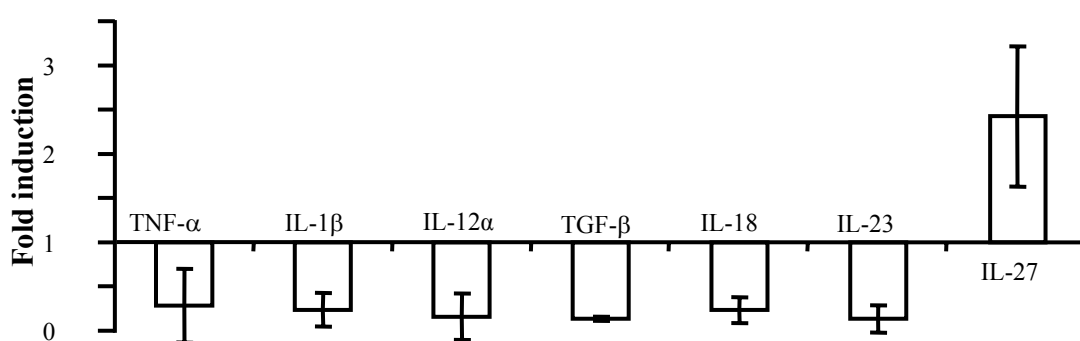 Fold induction
3
2
1
0
TNF-α
IL-1β
IL-12α
TGF-β
IL-18
IL-23
IL-27